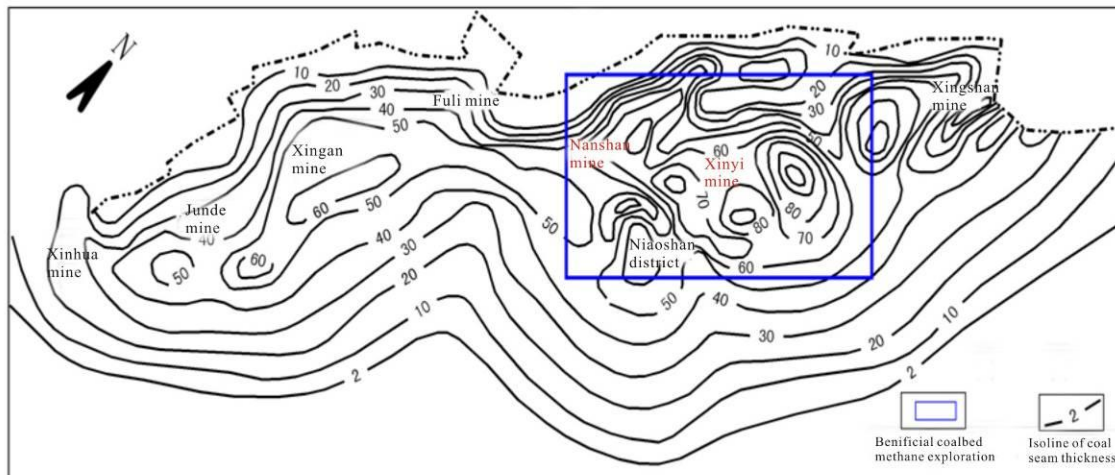 N
10
20
30
40
50
Fuli mine
Xingan
mine
60
50
Junde
mine
40
Xinhua
mine
50
60
30
20
10
2
10
20
30
50
Xingshan
mine
Nanshan
mine
60
Xinyi
mine
70
80
80
70
50
Niaoshan
district
60
50
40
30
20
10
2
Benificial coalbed
methane exploration
2
Isoline of coal
seam thickness